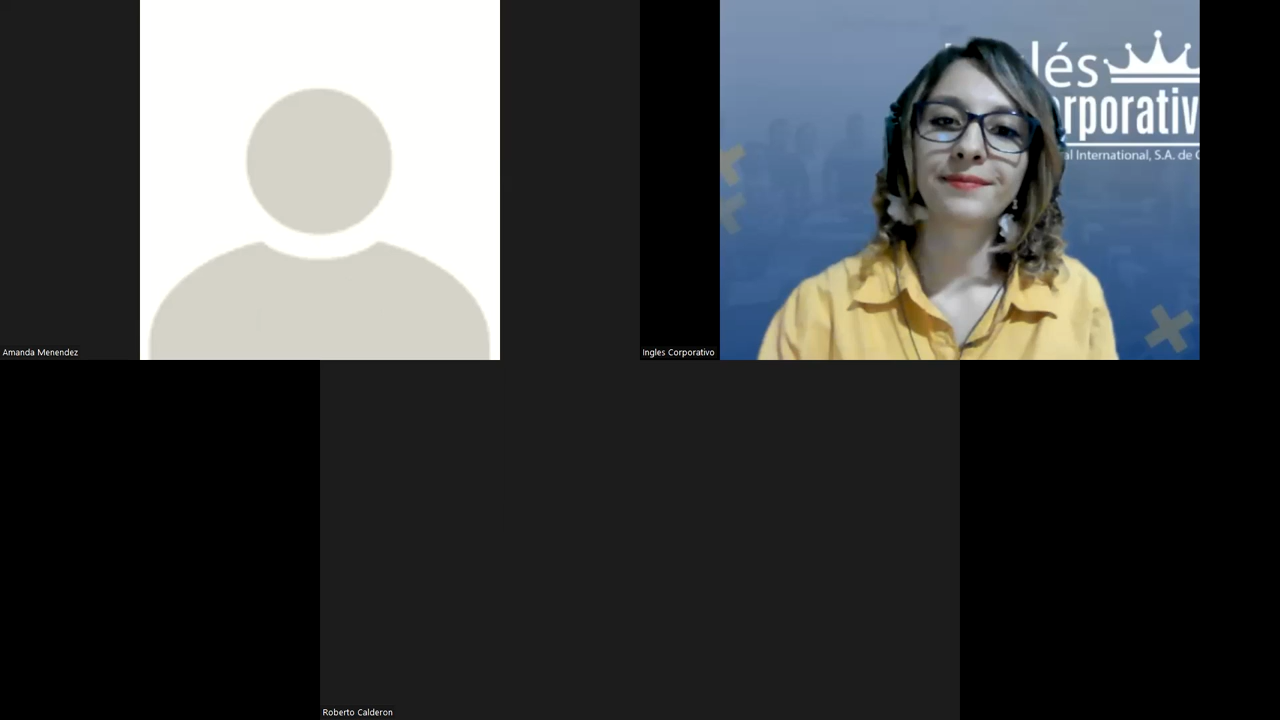 lés
rporativ
al International, S.A. de C
Amanda Menendez
Ingles Corporativo
Roberto Calderon